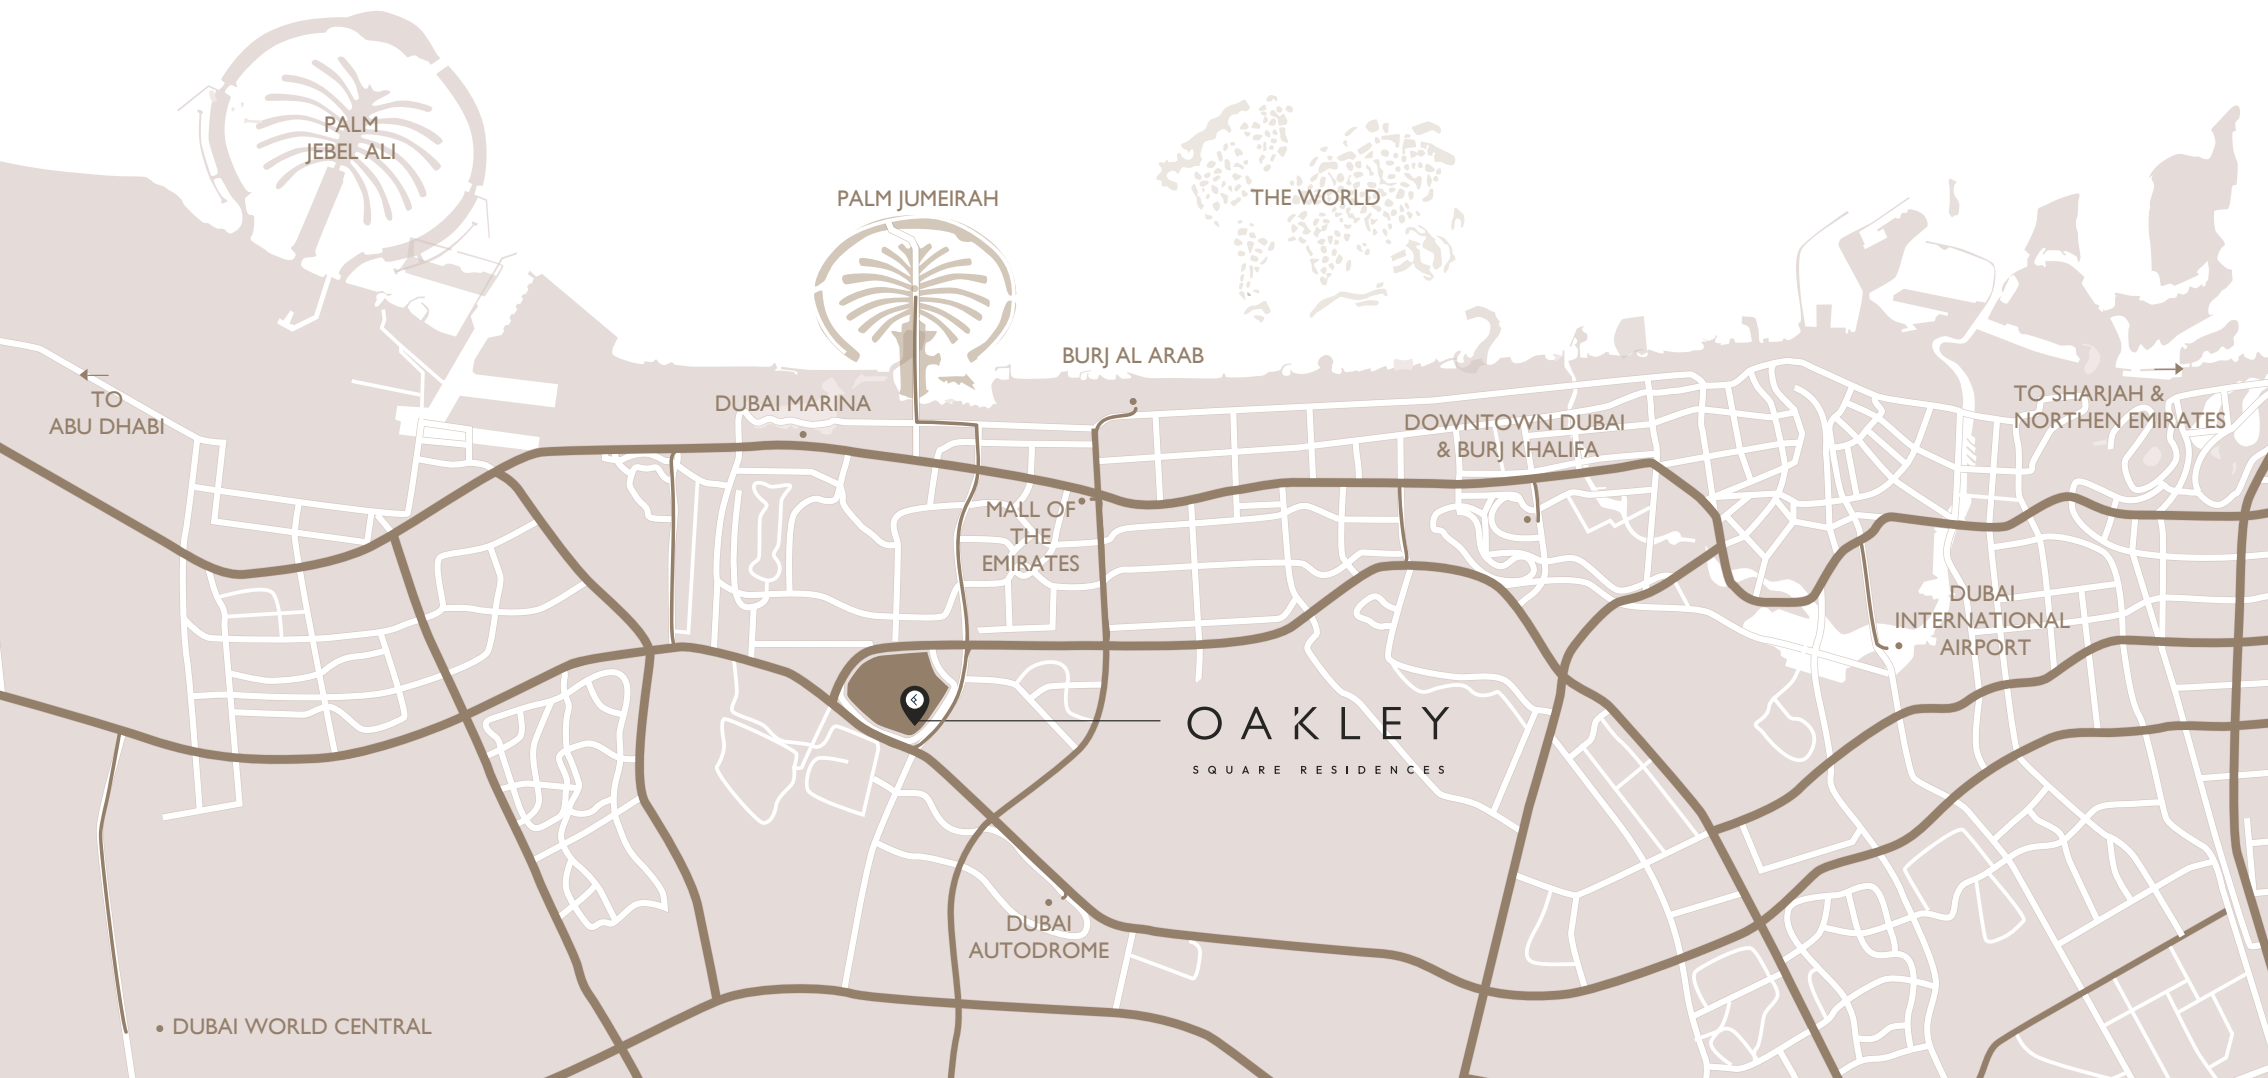 PALM
JEBEL ALI
PALM JUMEIRAH
THE WORLD
BURJ AL ARAB
TO
ABU DHABI
DUBAI MARINA
DOWNTOWN DUBAI
& BURJ KHALIFA
TO SHARJAH &
NORTHEN EMIRATES
MALL OF
THE
EMIRATES
DUBAI
INTERNATIONAL
AIRPORT
OAKLEY
SQUARE RESIDENCES
DUBAI
AUTODROME
DUBAI WORLD CENTRAL